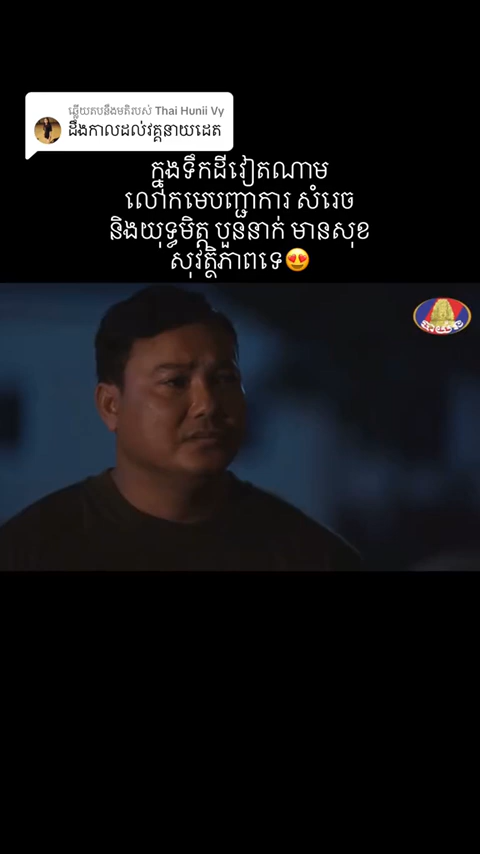 ឆ្លើយតបនឹងមតិរបស់ Thai Hunii Vy
ដឹងកាលដល់វគ្គនាយដេត
ក្នុងទឹកដីវៀតណាម
លោកមេបញ្ជាការ សំរេច
និងយុទ្ធមិត្ត បួននាក់ មានសុខ
សុវត្ថិភាពទេ😍
បាយ័ន